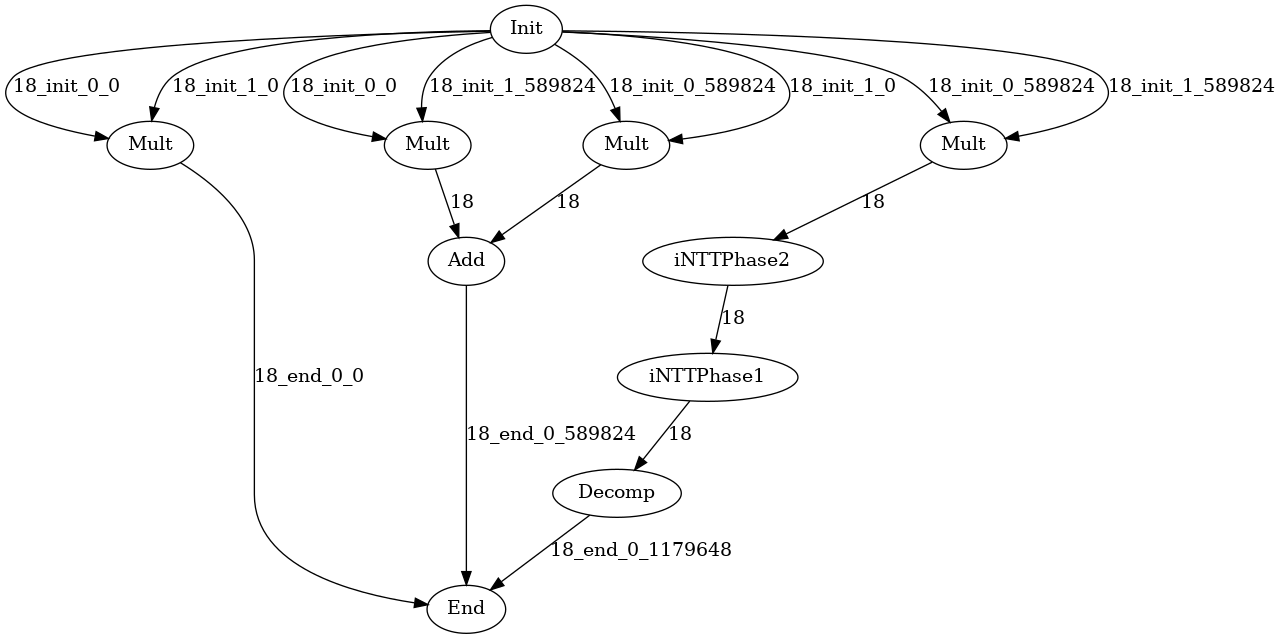 Init
18_init_0_0
18_init_1_0
18_init_0_0
18_init_1_589824
18_init_0_589824
18_init_1_0
18_init_0_589824
18_init_1_589824
Mult
Mult
Mult
Mult
18
18
18
Add
iNTTPhase2
18
18_end_0_0
iNTTPhase1
18_end_0_589824
18
Decomp
18_end_0_1179648
End